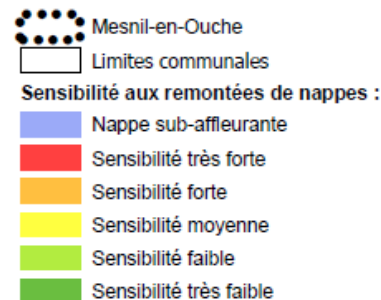 Mesnil-en-Ouche
Limites communales
Sensibilité aux remontées de nappes :
Nappe sub-affleurante
Sensibilité très forte
Sensibilité forte
Sensibilité moyenne
Sensibilité faible
Sensibilité très faible